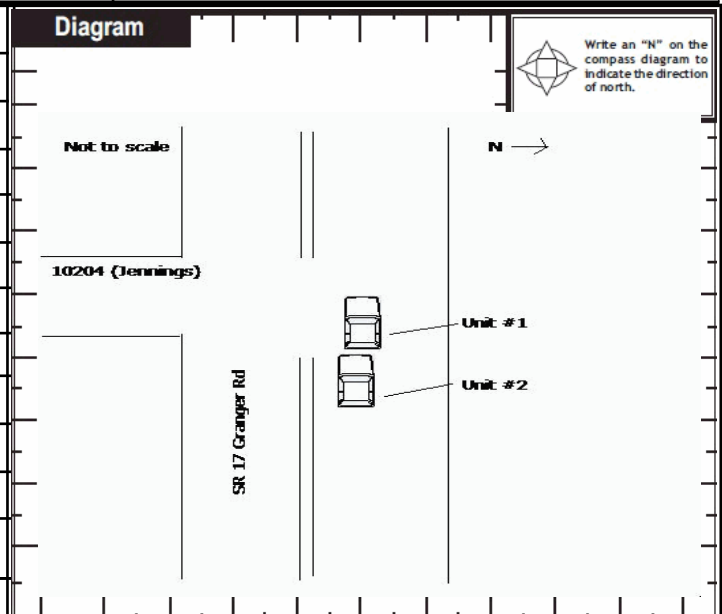 Diagram
Write an "N" on the
compass diagram to
indicate the direction
of north.
Not to scale
N
10204 (Jennings)
Unit #1
Unit #2
SR 17 Granger Rd